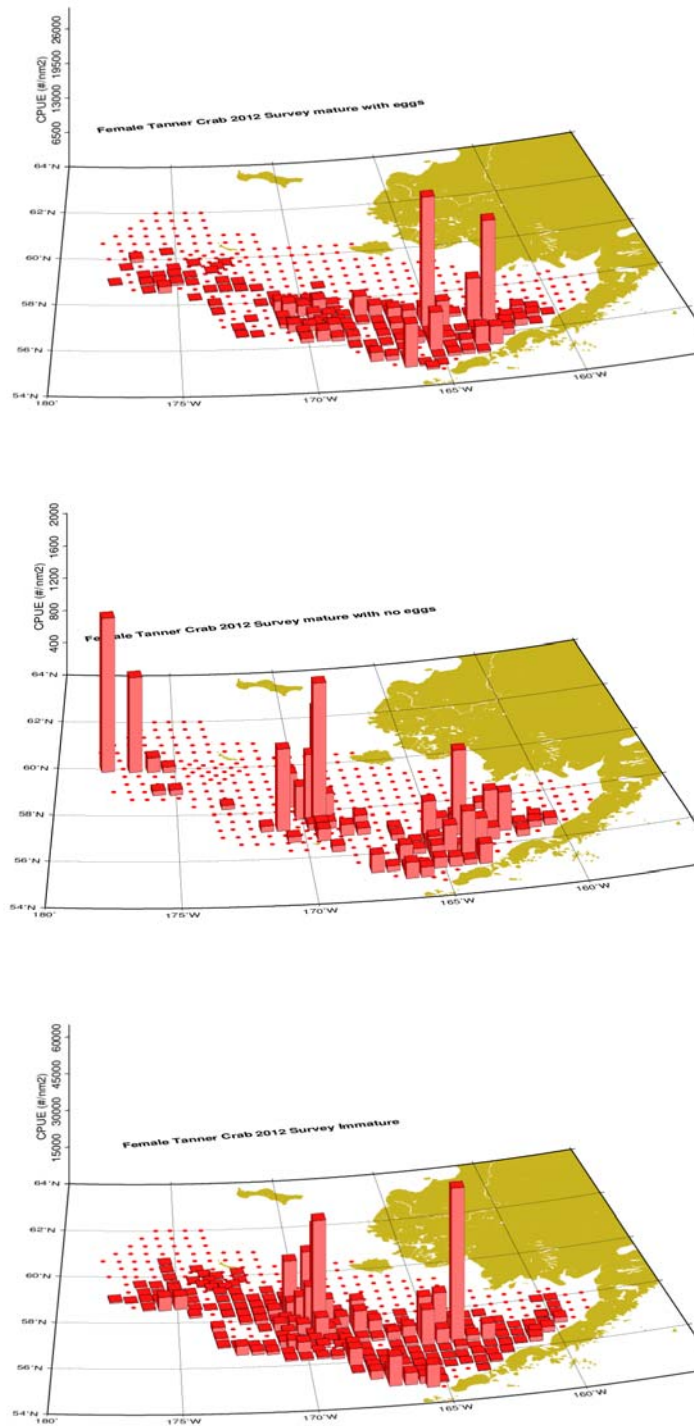 26000
19500
13000
6500
CPUE (#/nm2)
Female Tanner Crab 2012 Survey mature with eggs
64°N
62°N
60°N
58°N
56°N
54°N
180°
175°W
170°W
165°W
160°W
2000
1600
1200
800
400
CPUE (#/nm2)
Female Tanner Crab 2012 Survey mature with no eggs
64°N
62°N
60°N
58°N
56°N
54°N
180°
175°W
170°W
165°W
160°W
60000
45000
30000
15000
CPUE (#/nm2)
Female Tanner Crab 2012 Survey Immature
64°N
62°N
60°N
58°N
56°N
54°N
180°
175°W
170°W
165°W
160°W